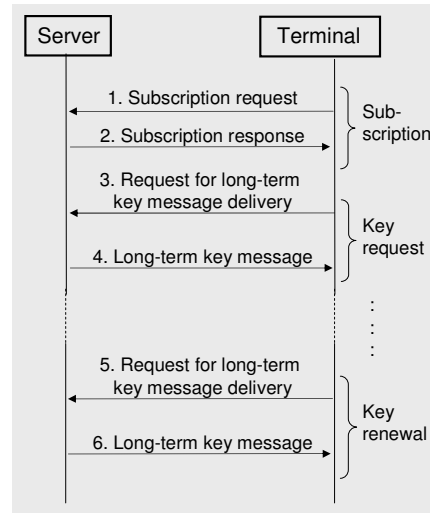 Server
Terminal
1. Subscription request
2. Subscription response
Sub-
scription
3. Request for long-term
key message delivery
4. Long-term key message
Key
request
5. Request for long-term
key message delivery
6. Long-term key message
Key
renewal